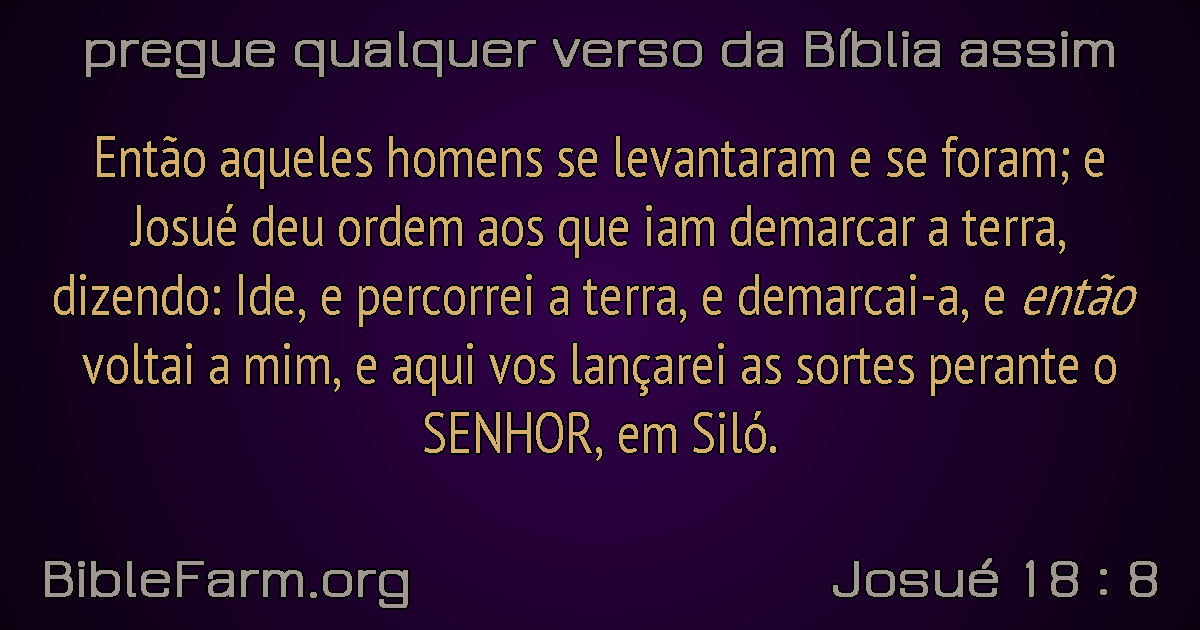 pregue qualquer verso da Bíblia assim
Então aqueles homens se levantaram e se foram; e
Josué deu ordem aos que iam demarcar a terra,
dizendo: Ide, e percorrei a terra, e demarcai-a, e então
voltai a mim, e aqui vos lançarei as sortes perante o
SENHOR, em Siló.
BibleFarm.org
Josué 18 : 8